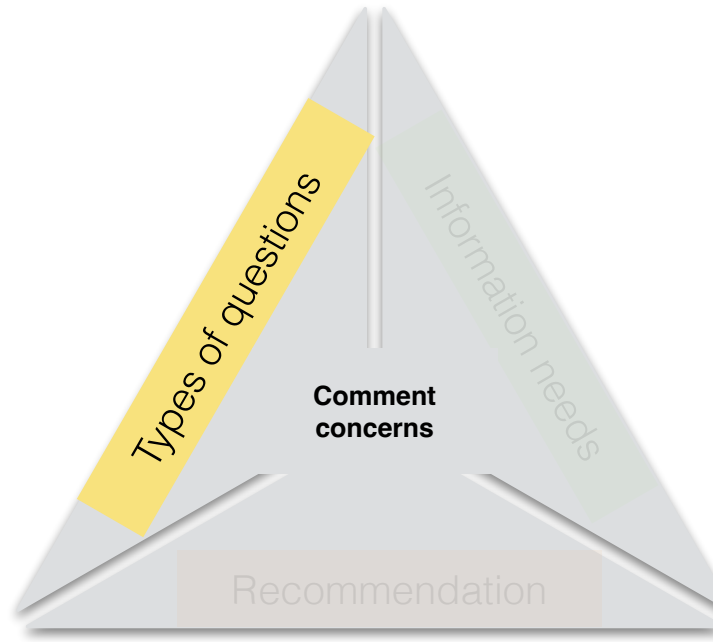 Types of questions
Information needs
Comment
concerns
Recommendation